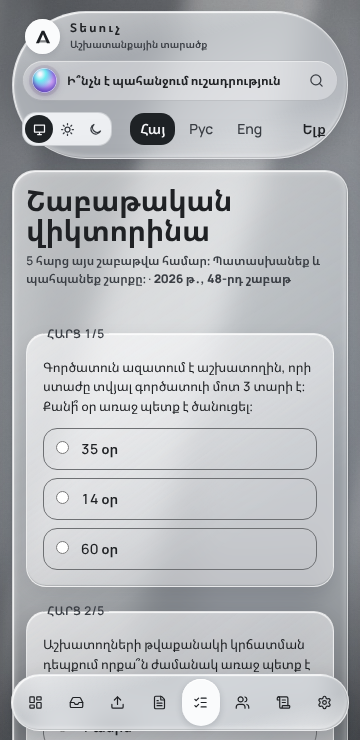 Տեսուչ
Աշխատանքային տարածք
Ի՞նչն է պահանջում ուշադրություն
Հայ Рус Eng Ելք
Շաբաթական
վիկտորինա
5 հարց այս շաբաթվա համար: Պատասխանեք և
պահպանեք շարքը: · 2026 թ., 48-րդ շաբաթ
ՀԱՐՑ 1/5
Գործատուն ազատում է աշխատողին, որի
ստաժը տվյալ գործատուի մոտ 3 տարի է:
Քանի՞ օր առաջ պետք է ծանուցել:
35 օր
14 օր
60 օր
ՀԱՐՑ 2/5
Աշխատողների թվաքանակի կրճատման
դեպքում որքա՞ն ժամանակ առաջ պետք է